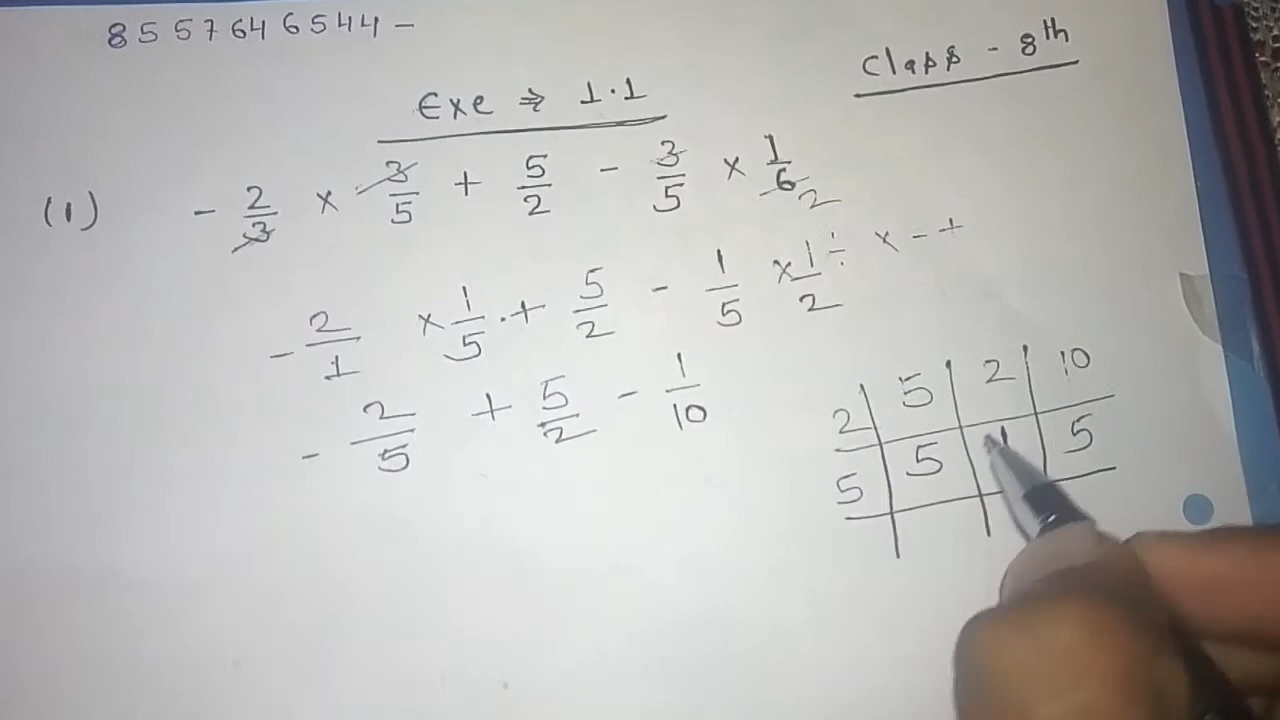 8557646544 -
Class - 8th
Exe ⇒ 1.1
(1) - 2/3 × 3/5 + 5/2 - 3/5 × 1/6 2
- 2/1 × 1/5 . + 5/2 - 1/5 × 1/2 ÷ × - +
- 2/5 + 5/2 - 1/10
2 | 5 | 2 | 10
5 | 5 | 1 | 5